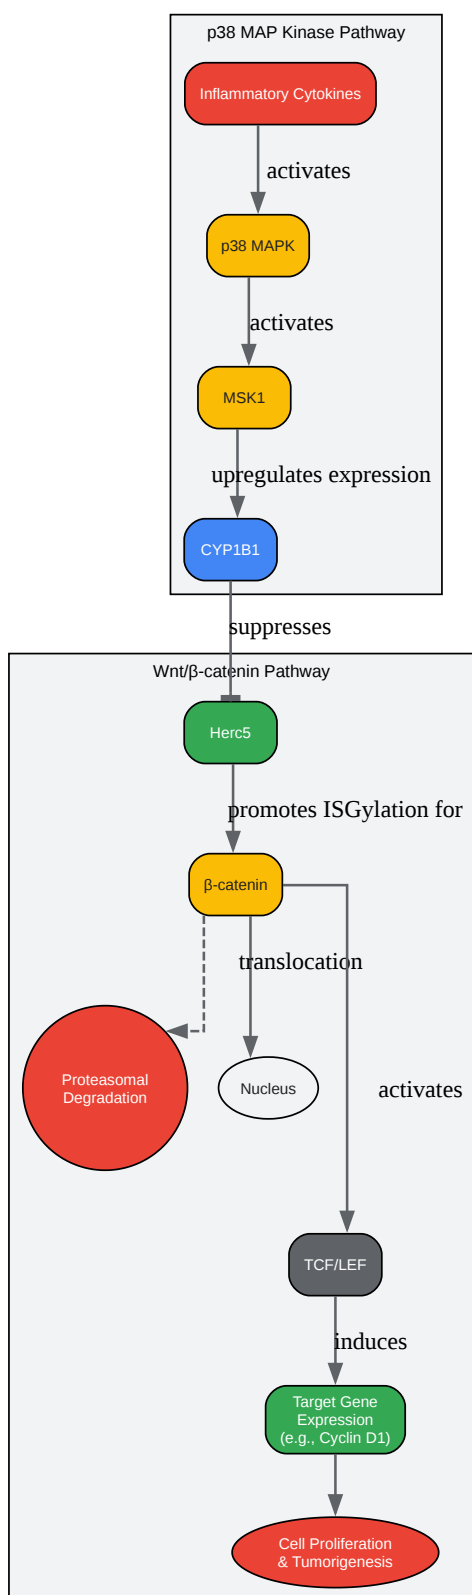 p38 MAP Kinase Pathway
Inflammatory Cytokines
activates
p38 MAPK
activates
MSK1
upregulates expression
CYP1B1
suppresses
Wnt/β-catenin Pathway
Herc5
promotes ISGylation for
β-catenin
translocation
Proteasomal
Degradation
Nucleus
activates
TCF/LEF
induces
Target Gene
Expression
(e.g., Cyclin D1)
Cell Proliferation
& Tumorigenesis